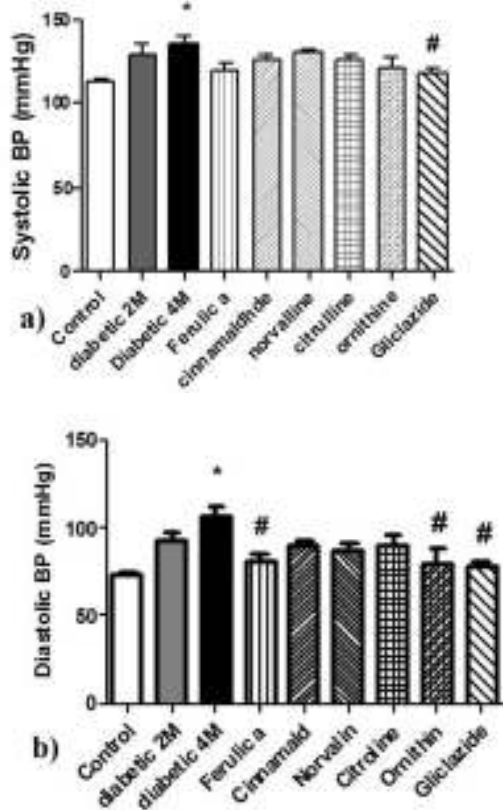 *
#
150
100
50
0
Systolic BP (mmHg)
a)
Control
diabetic 2M
Diabetic 4M
Ferulic a
cinnamaldhde
norvalline
citrulline
ornithine
Gliclazide
*
#
#
#
150
100
50
0
Diastolic BP (mmHg)
b)
Control
diabetic 2M
diabetic 4M
Ferulic a
Cinnamald
Norvalin
Citroline
Ornithin
Gliclazide